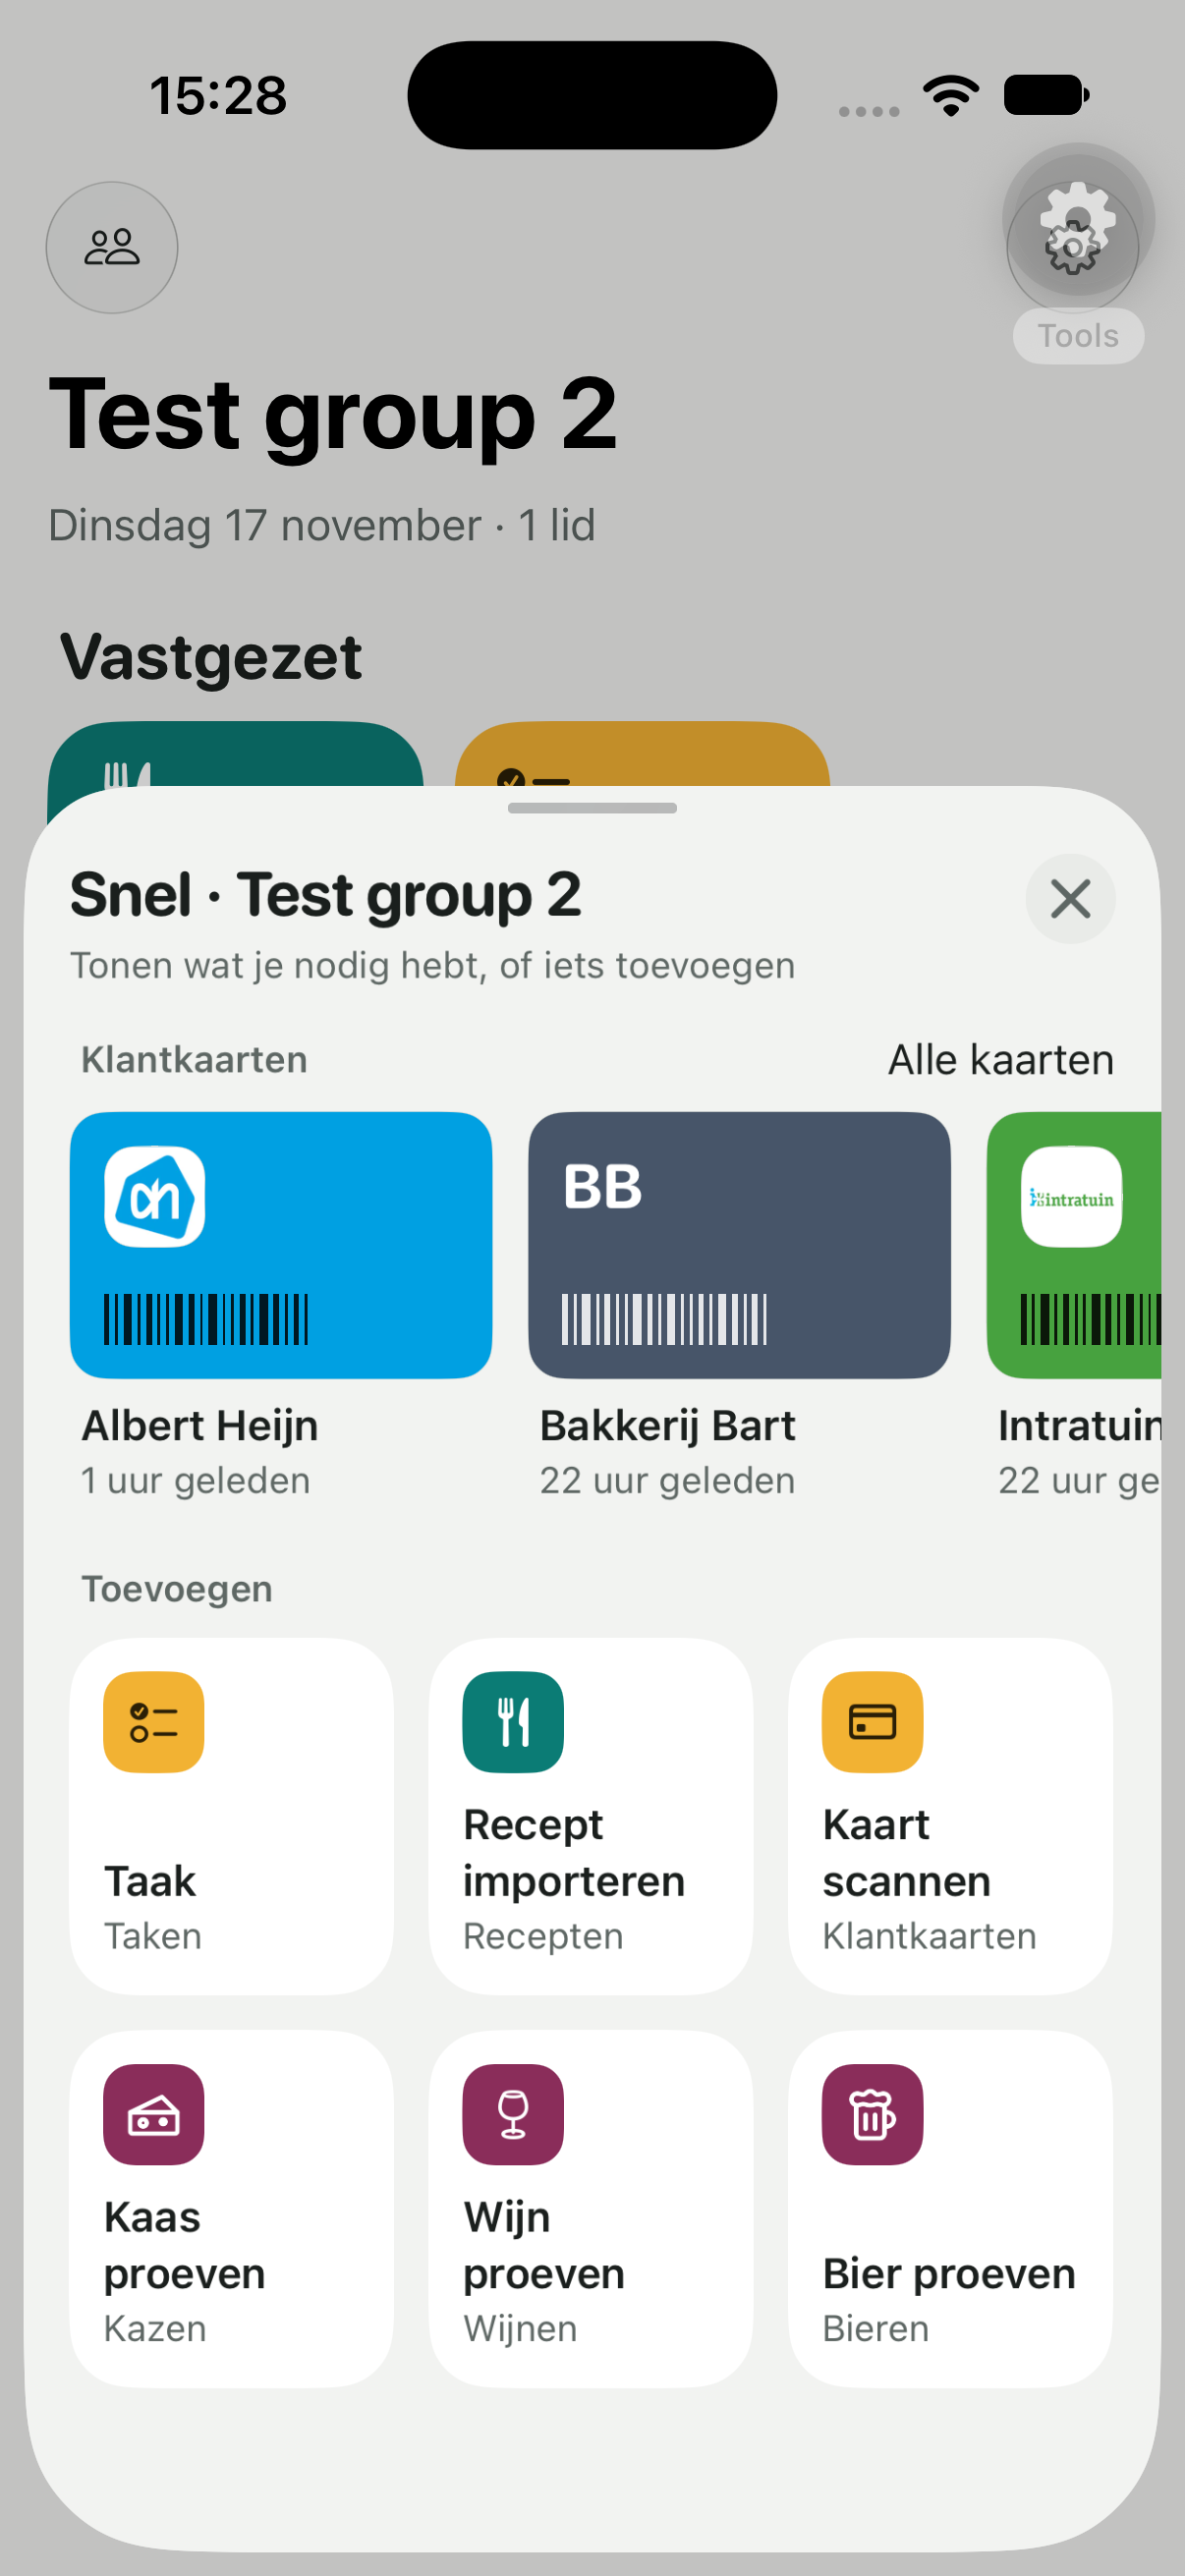 15:28
Tools
Test group 2
Dinsdag 17 november · 1 lid
Vastgezet
Snel · Test group 2
Tonen wat je nodig hebt, of iets toevoegen
Klantkaarten
Alle kaarten
BB
intratuin
Albert Heijn
Bakkerij Bart
Intratuin
1 uur geleden
22 uur geleden
22 uur ge
Toevoegen
Taak
Taken
Recept
importeren
Recepten
Kaart
scannen
Klantkaarten
Kaas
proeven
Kazen
Wijn
proeven
Wijnen
Bier proeven
Bieren